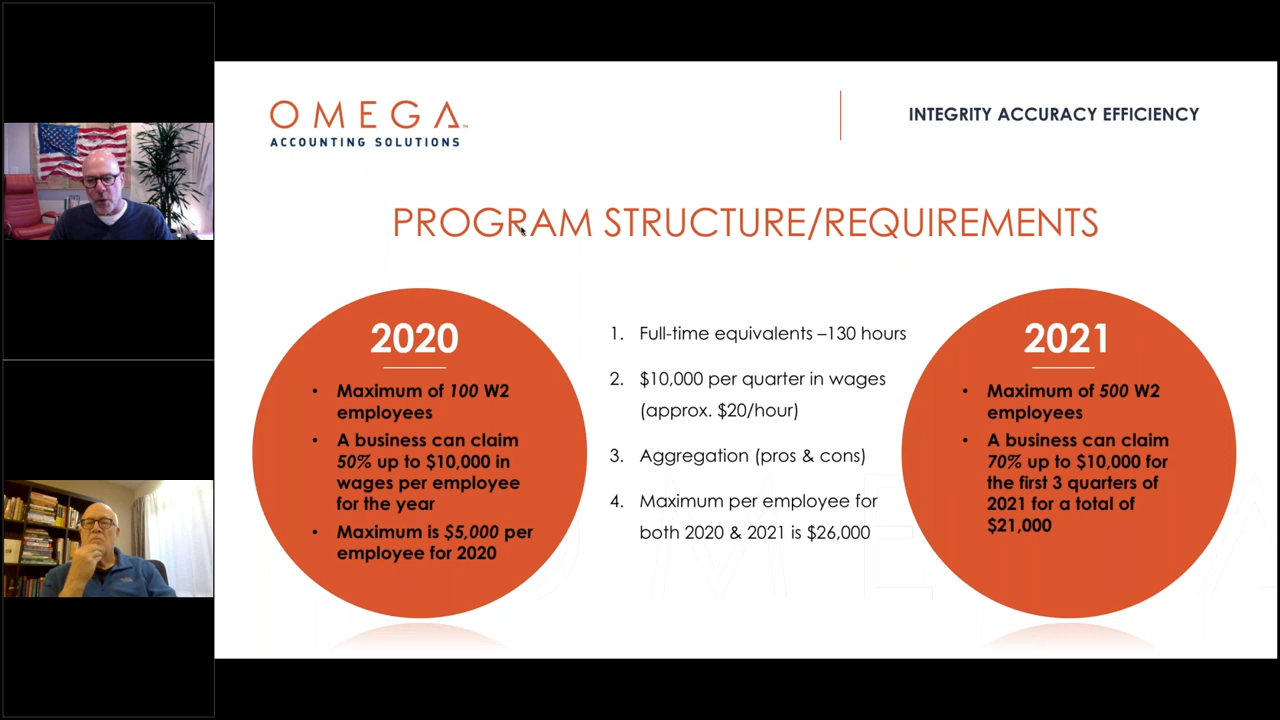 OMEGA™
ACCOUNTING SOLUTIONS
INTEGRITY ACCURACY EFFICIENCY
PROGRAM STRUCTURE/REQUIREMENTS
2020
• Maximum of 100 W2
employees
• A business can claim
50% up to $10,000 in
wages per employee
for the year
• Maximum is $5,000 per
employee for 2020
1. Full-time equivalents –130 hours
2. $10,000 per quarter in wages
(approx. $20/hour)
3. Aggregation (pros & cons)
4. Maximum per employee for
both 2020 & 2021 is $26,000
2021
• Maximum of 500 W2
employees
• A business can claim
70% up to $10,000 for
the first 3 quarters of
2021 for a total of
$21,000